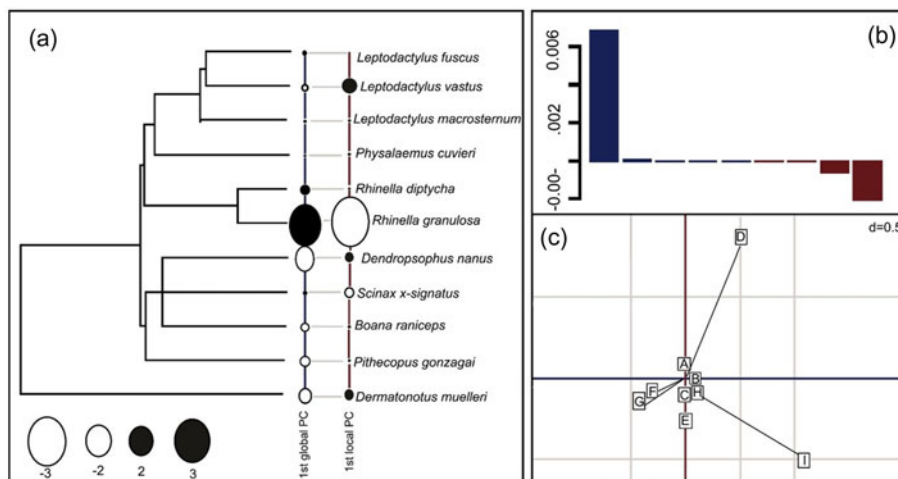 (a)
Leptodactylus fuscus
Leptodactylus vastus
Leptodactylus macrosternum
Physalaemus cuvieri
Rhinella diptycha
Rhinella granulosa
Dendropsophus nanus
Scinax x-signatus
Boana raniceps
Pithecopus gonzagai
Dermatonotus muelleri
1st global PC
1st local PC
-3
-2
2
3
(b)
0.006
.002
-0.00-
(c)
d=0.5
D
A
B
F
H
G
C
E
I